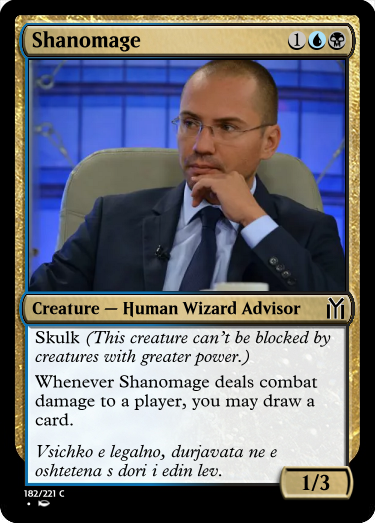 Shanomage 1
Creature — Human Wizard Advisor
Skulk (This creature can't be blocked by
creatures with greater power.)
Whenever Shanomage deals combat
damage to a player, you may draw a
card.
Vsichko e legalno, durjavata ne e
oshtetena s dori i edin lev.
1/3
182/221 C